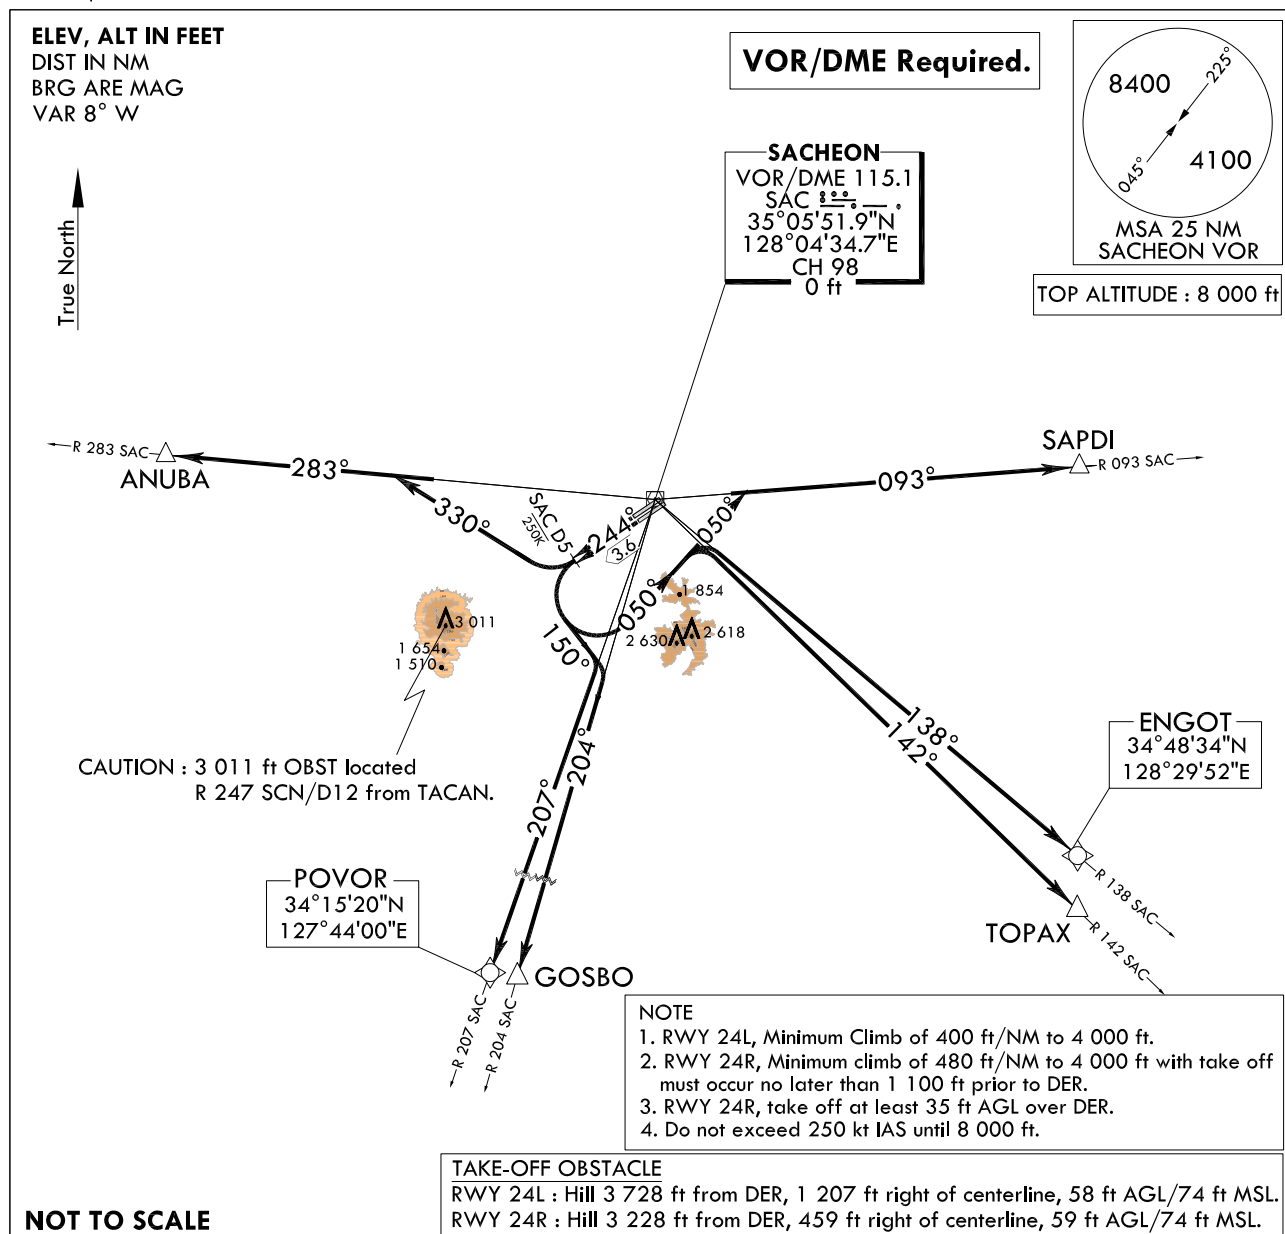 ELEV, ALT IN FEET
DIST IN NM
BRG ARE MAG
VAR 8° W
True North
VOR/DME Required.
8400
225°
4100
045°
MSA 25 NM
SACHEON VOR
TOP ALTITUDE : 8 000 ft
SACHEON
VOR/DME 115.1
SAC
35°05'51.9"N
128°04'34.7"E
CH 98
0 ft
R 283 SAC
ANUBA
283°
330°
SAC D5
250K
244°
3.6
050°
093°
SAPDI
R 093 SAC
050°
150°
1 854
2 630
2 618
3 011
1 654
1 510
CAUTION : 3 011 ft OBST located
R 247 SCN/D12 from TACAN.
207°
204°
138°
142°
ENGOT
34°48'34"N
128°29'52"E
POVOR
34°15'20"N
127°44'00"E
GOSBO
R 207 SAC
R 204 SAC
TOPAX
R 138 SAC
R 142 SAC
NOTE
1. RWY 24L, Minimum Climb of 400 ft/NM to 4 000 ft.
2. RWY 24R, Minimum climb of 480 ft/NM to 4 000 ft with take off
must occur no later than 1 100 ft prior to DER.
3. RWY 24R, take off at least 35 ft AGL over DER.
4. Do not exceed 250 kt IAS until 8 000 ft.
TAKE-OFF OBSTACLE
RWY 24L : Hill 3 728 ft from DER, 1 207 ft right of centerline, 58 ft AGL/74 ft MSL.
RWY 24R : Hill 3 228 ft from DER, 459 ft right of centerline, 59 ft AGL/74 ft MSL.
NOT TO SCALE